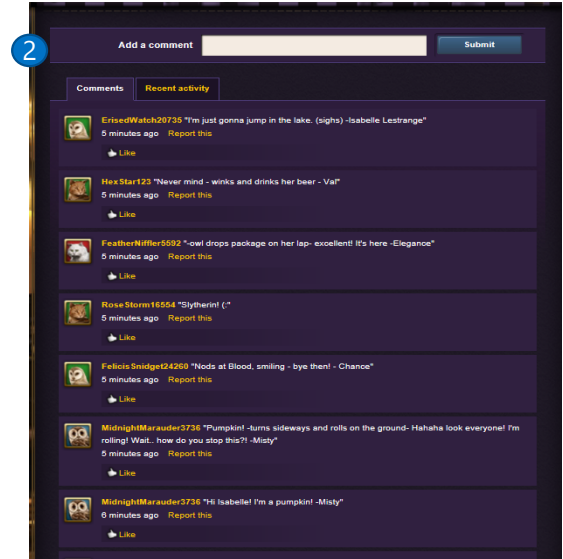 2
Add a comment
Submit
Comments
Recent activity
ErisedWatch20735 "I'm just gonna jump in the lake. (sighs) -Isabelle Lestrange"
5 minutes ago Report this
Like
HexStar123 "Never mind - winks and drinks her beer - Val"
5 minutes ago Report this
Like
FeatherNiffler5592 "-owl drops package on her lap- excellent! It's here -Elegance"
5 minutes ago Report this
Like
RoseStorm16554 "Slytherin! (:"
5 minutes ago Report this
Like
FelicisSnidget24260 "Nods at Blood, smiling - bye then! - Chance"
5 minutes ago Report this
Like
MidnightMarauder3736 "Pumpkin! -turns sideways and rolls on the ground- Hahaha look everyone! I'm
rolling! Wait.. how do you stop this?! -Misty"
5 minutes ago Report this
Like
MidnightMarauder3736 "Hi Isabelle! I'm a pumpkin! -Misty"
6 minutes ago Report this
Like